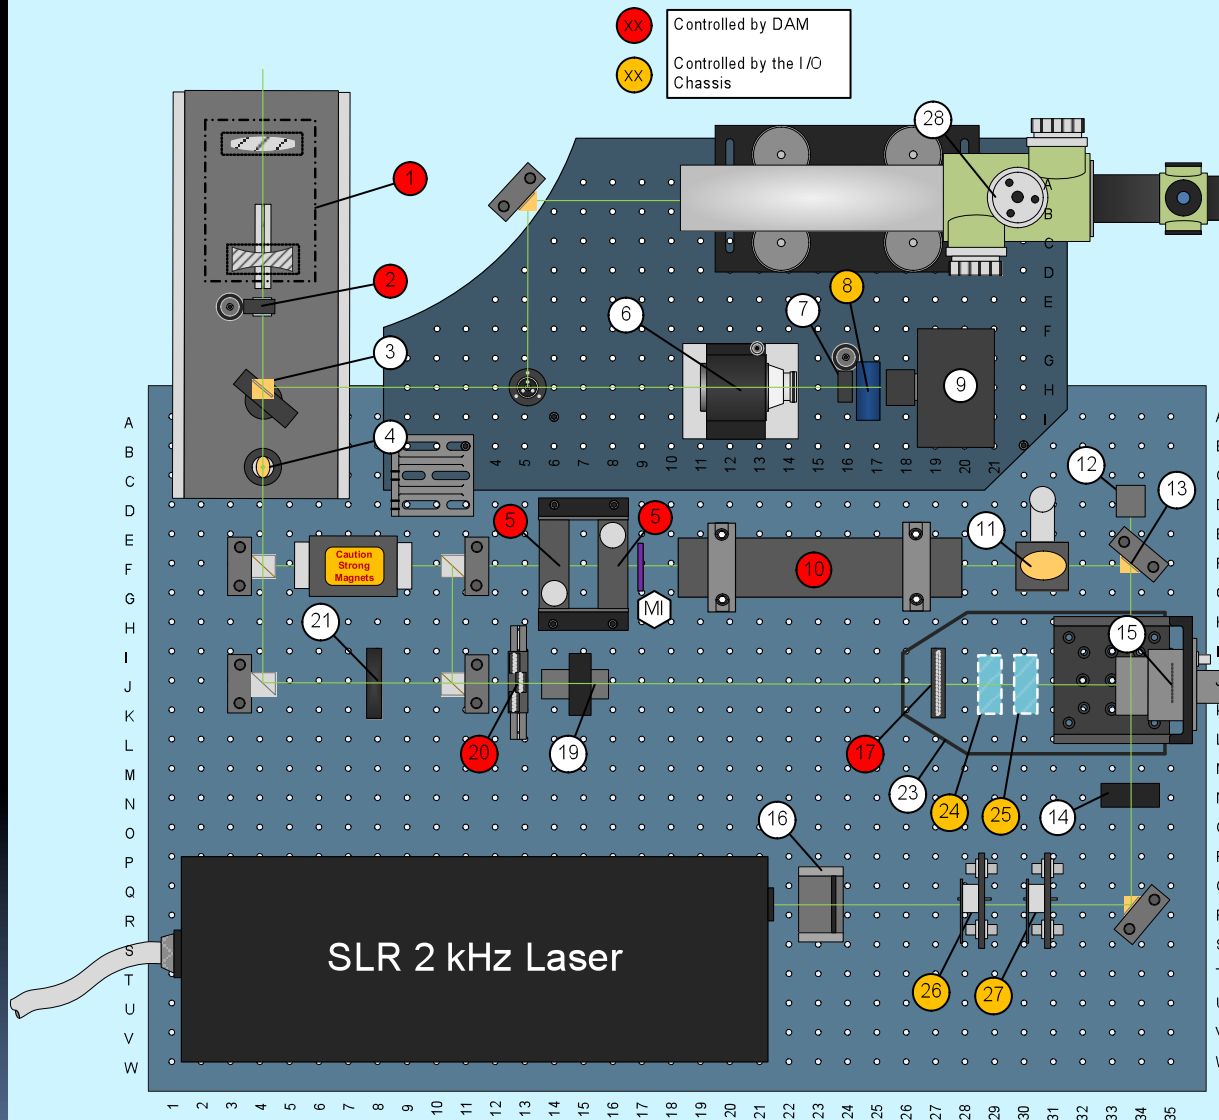 XX
Controlled by DAM
XX
Controlled by the I/O
Chassis
28
1
A
B
C
2
8
D
E
7
6
F
3
G
9
H
I
A
4
B
4 5 6 7 8 9 10 11 12 13 14 15 16 17 18 19 20 21
12
C
13
D
5 5
E
11
Caution
Strong
Magnets
F
10
G
MI
H
21
15
I
J
K
20
19
17
L
M
23
24
25
14
N
O
16
P
Q
R
SLR 2 kHz Laser
S
26
27
T
U
V
W
1 2 3 4 5 6 7 8 9 10 11 12 13 14 15 16 17 18 19 20 21 22 23 24 25 26 27 28 29 30 31 32 33 34 35